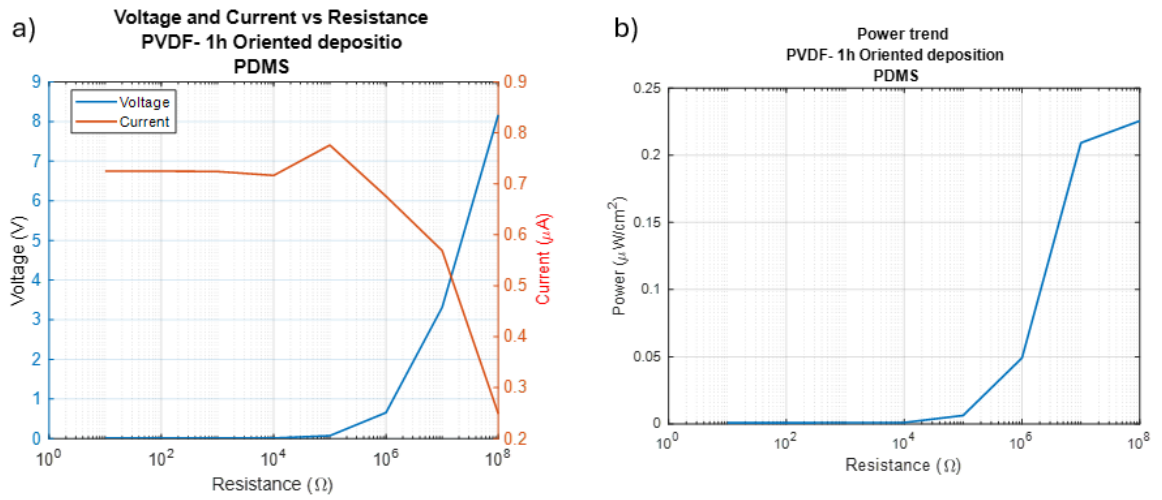 a)
Voltage and Current vs Resistance
PVDF- 1h Oriented depositio
PDMS
9
8
7
6
5
4
3
2
1
0
Voltage (V)
Voltage
Current
0.9
0.8
0.7
0.6
0.5
0.4
0.3
0.2
Current (μA)
10^0 10^2 10^4 10^6 10^8
Resistance (Ω)
b)
Power trend
PVDF- 1h Oriented deposition
PDMS
0.25
0.2
0.15
0.1
0.05
0
Power (μ W/cm²)
10^0 10^2 10^4 10^6 10^8
Resistance (Ω)